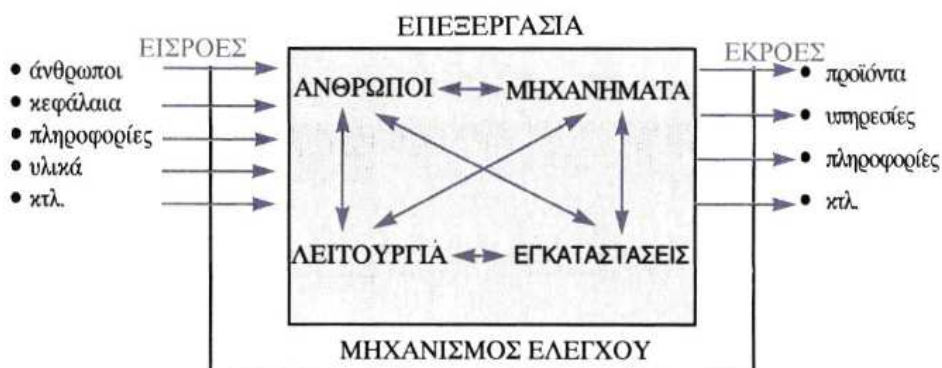 ΕΠΕΞΕΡΓΑΣΙΑ
ΕΙΣΡΟΕΣ
ΕΚΡΟΕΣ
• άνθρωποι
• κεφάλαια
• πληροφορίες
• υλικά
• κτλ.
ΑΝΘΡΩΠΟΙ ΜΗΧΑΝΗΜΑΤΑ
ΛΕΙΤΟΥΡΓΙΑ ΕΓΚΑΤΑΣΤΑΣΕΙΣ
• προϊόντα
• υπηρεσίες
• πληροφορίες
• κτλ.
ΜΗΧΑΝΙΣΜΟΣ ΕΛΕΓΧΟΥ